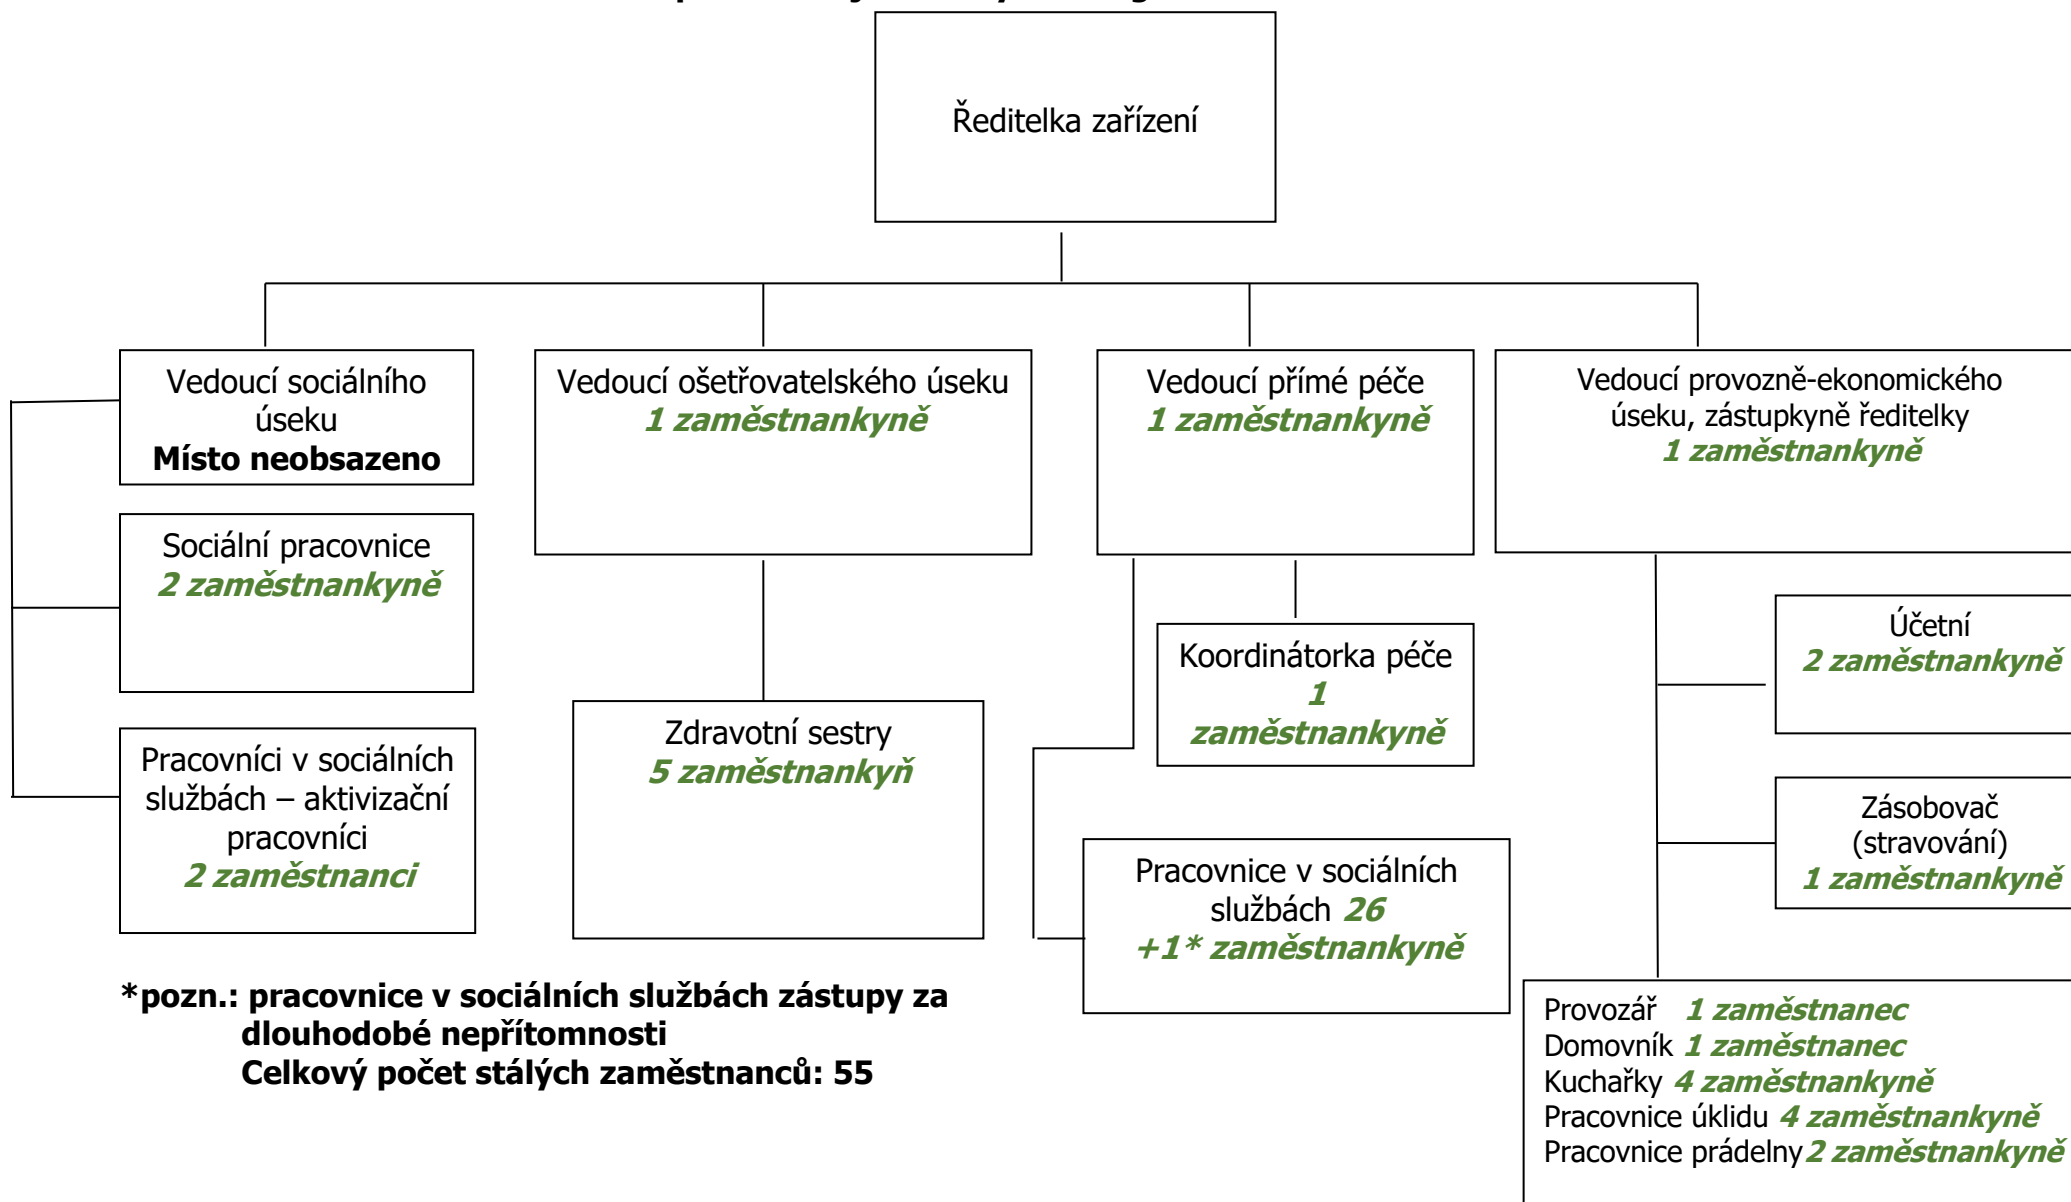 Ředitelka zařízení
Vedoucí sociálního
úseku
Místo neobsazeno
Vedoucí ošetřovatelského úseku
1 zaměstnankyně
Vedoucí přímé péče
1 zaměstnankyně
Vedoucí provozně-ekonomického
úseku, zástupkyně ředitelky
1 zaměstnankyně
Sociální pracovnice
2 zaměstnankyně
Koordinátorka péče
1
zaměstnankyně
Účetní
2 zaměstnankyně
Pracovníci v sociálních
službách – aktivizační
pracovníci
2 zaměstnanci
Zdravotní sestry
5 zaměstnankyň
Zásobovač
(stravování)
1 zaměstnankyně
Pracovnice v sociálních
službách 26
+1* zaměstnankyně
*pozn.: pracovnice v sociálních službách zástupy za
dlouhodobé nepřítomnosti
Celkový počet stálých zaměstnanců: 55
Provozář 1 zaměstnanec
Domovník 1 zaměstnanec
Kuchařky 4 zaměstnankyně
Pracovnice úklidu 4 zaměstnankyně
Pracovnice prádelny 2 zaměstnankyně